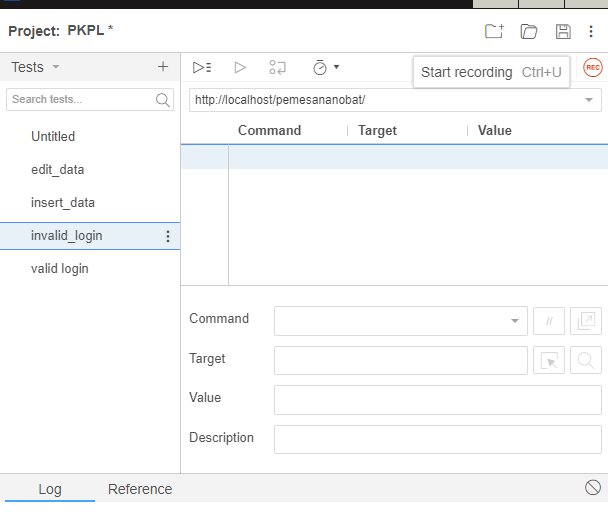 Project: PKPL *
Tests
Start recording Ctrl+U
REC
Search tests...
http://localhost/pemesananobat/
Command Target Value
Untitled
edit_data
insert_data
invalid_login
valid login
Command
//
Target
Value
Description
Log Reference